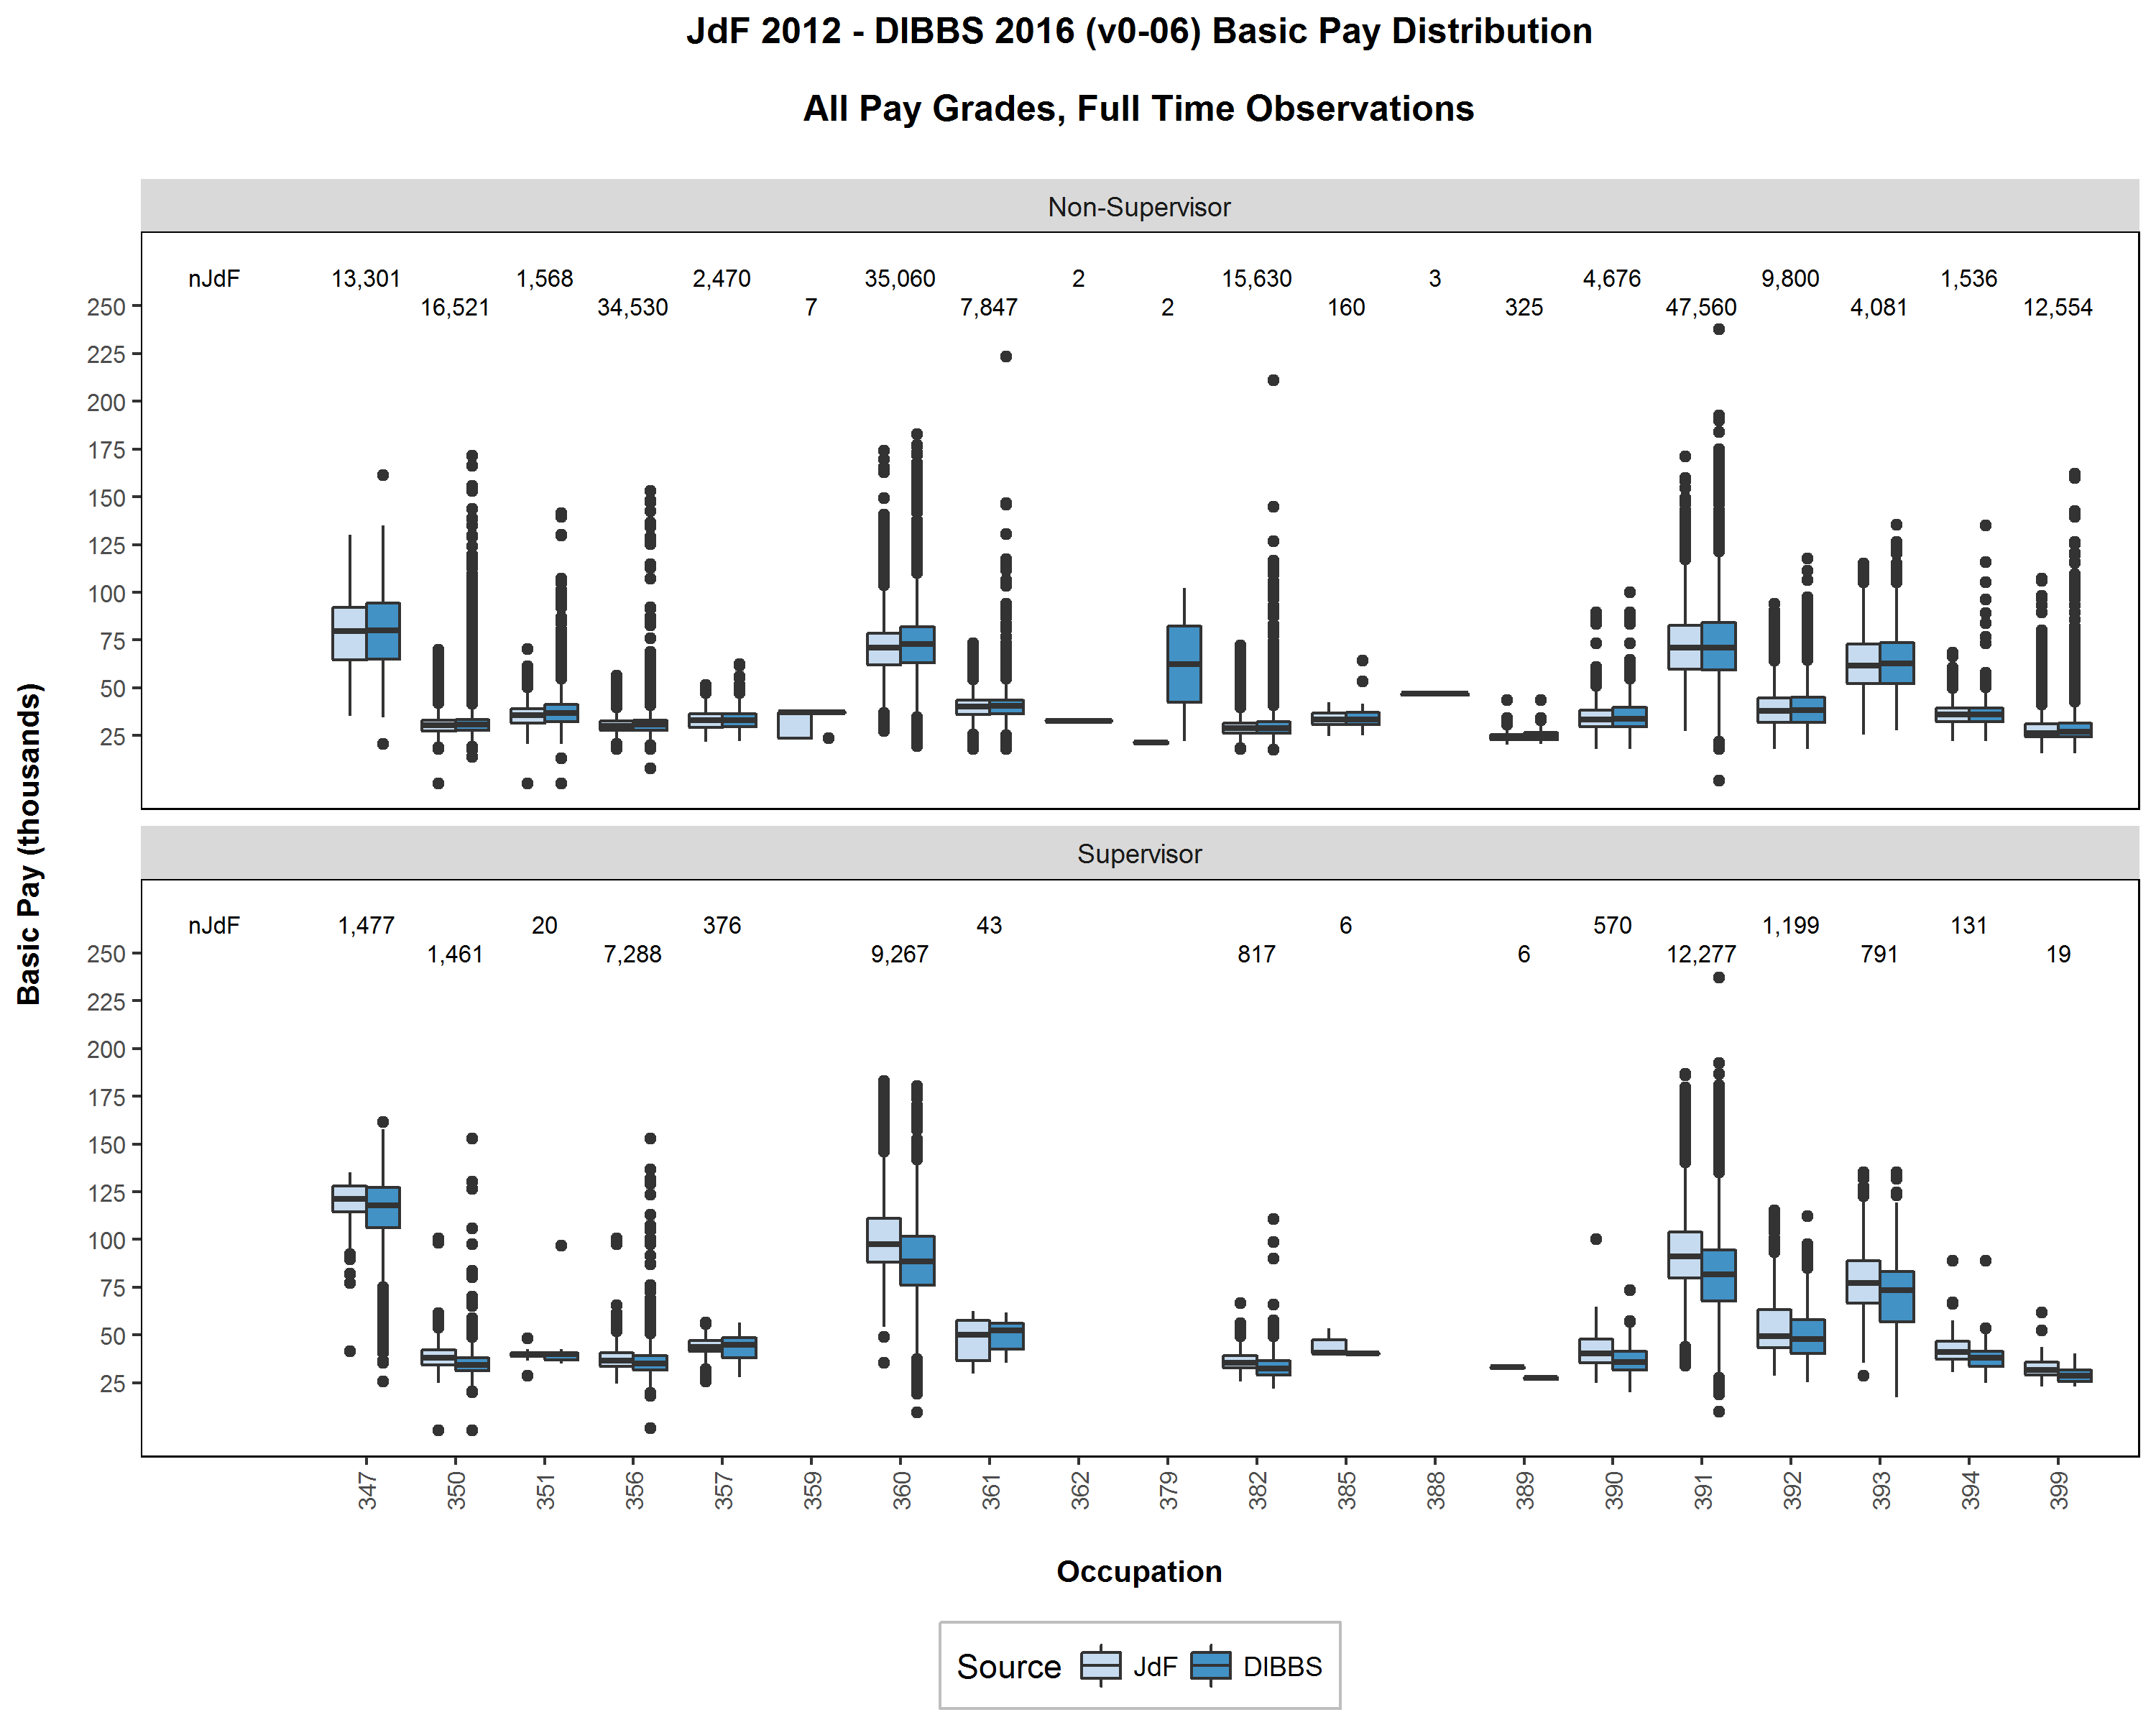 JdF 2012 - DIBBS 2016 (v0-06) Basic Pay Distribution
All Pay Grades, Full Time Observations
Non-Supervisor
nJdF 13,301 1,568 2,470 35,060 2 15,630 3 4,676 9,800 1,536
16,521 34,530 7 7,847 2 160 325 47,560 4,081 12,554
250
225
200
175
150
125
100
75
50
25
Supervisor
nJdF 1,477 20 376 43 6 570 1,199 131
1,461 7,288 9,267 817 6 12,277 791 19
250
225
200
175
150
125
100
75
50
25
Basic Pay (thousands)
347 350 351 356 357 359 360 361 362 379 382 385 388 389 390 391 392 393 394 399
Occupation
Source JdF DIBBS